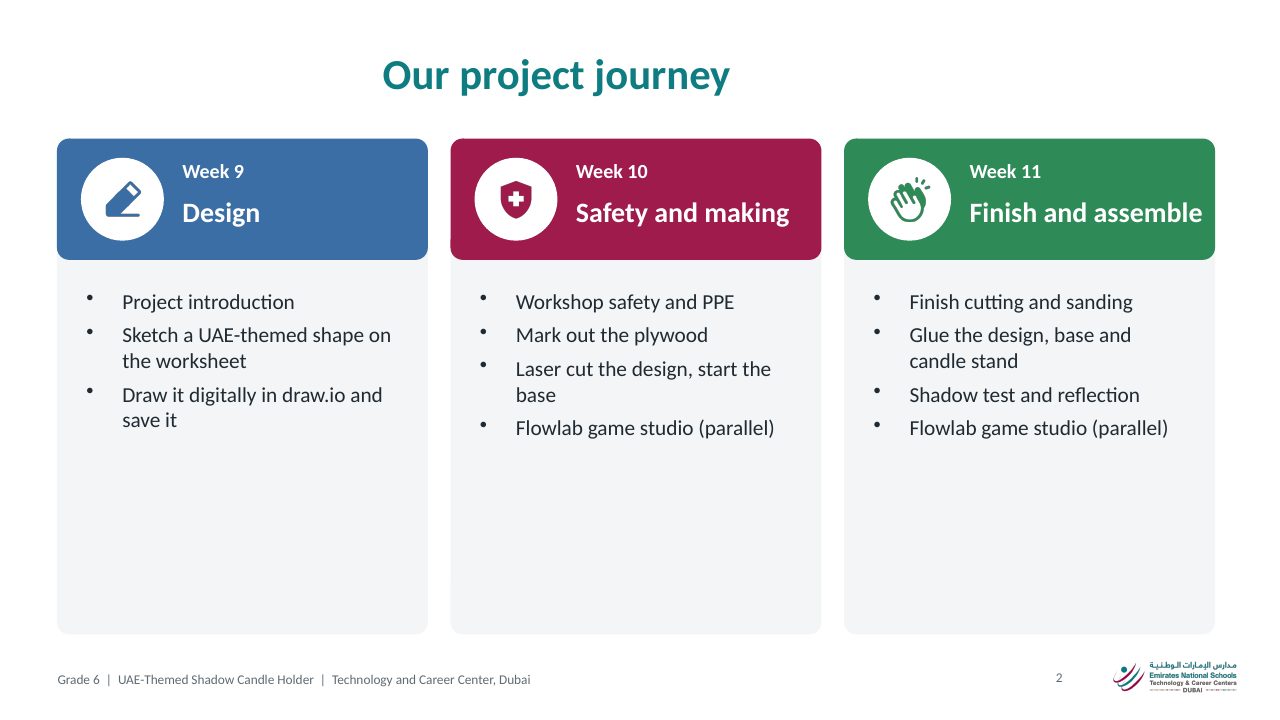 Our project journey
Week 9
Design
• Project introduction
• Sketch a UAE-themed shape on
the worksheet
• Draw it digitally in draw.io and
save it
Week 10
Safety and making
• Workshop safety and PPE
• Mark out the plywood
• Laser cut the design, start the
base
• Flowlab game studio (parallel)
Week 11
Finish and assemble
• Finish cutting and sanding
• Glue the design, base and
candle stand
• Shadow test and reflection
• Flowlab game studio (parallel)
Grade 6 | UAE-Themed Shadow Candle Holder | Technology and Career Center, Dubai
2
مدارس الإمارات الوطنية
Emirates National Schools
Technology & Career Centers
DUBAI